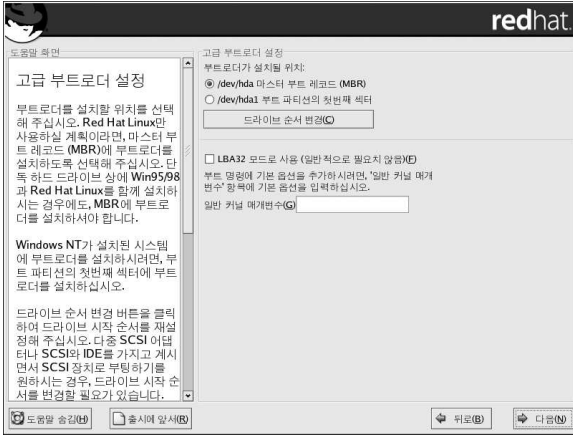 redhat.
도움말 화면
고급 부트로더 설정
부트로더를 설치할 위치를 선택
해 주십시오. Red Hat Linux만
사용하실 계획이라면, 마스터 부
트 레코드 (MBR)에 부트로더를
설치하도록 선택해 주십시오. 단
독 하드 드라이브 상에 Win95/98
과 Red Hat Linux를 함께 설치하
시는 경우에도, MBR에 부트로
더를 설치하셔야 합니다.
Windows NT가 설치된 시스템
에 부트로더를 설치하시려면, 부
트 파티션의 첫번째 섹터에 부트
로더를 설치하십시오.
드라이브 순서 변경 버튼을 클릭
하여 드라이브 시작 순서를 재설
정해 주십시오. 다중 SCSI 어댑
터나 SCSI와 IDE를 가지고 계시
면서 SCSI 장치로 부팅하기를
원하시는 경우, 드라이브 시작 순
서를 변경할 필요가 있습니다.
고급 부트로더 설정
부트로더가 설치될 위치:
/dev/hda 마스터 부트 레코드 (MBR)
/dev/hda1 부트 파티션의 첫번째 섹터
드라이브 순서 변경(C)
LBA32 모드로 사용 (일반적으로 필요치 않음)(F)
부트 명령에 기본 옵션을 추가하시려면, '일반 커널 매개
변수' 항목에 기본 옵션을 입력하십시오.
일반 커널 매개변수(G)
도움말 숨김(H)
출시에 앞서(R)
뒤로(B)
다음(N)